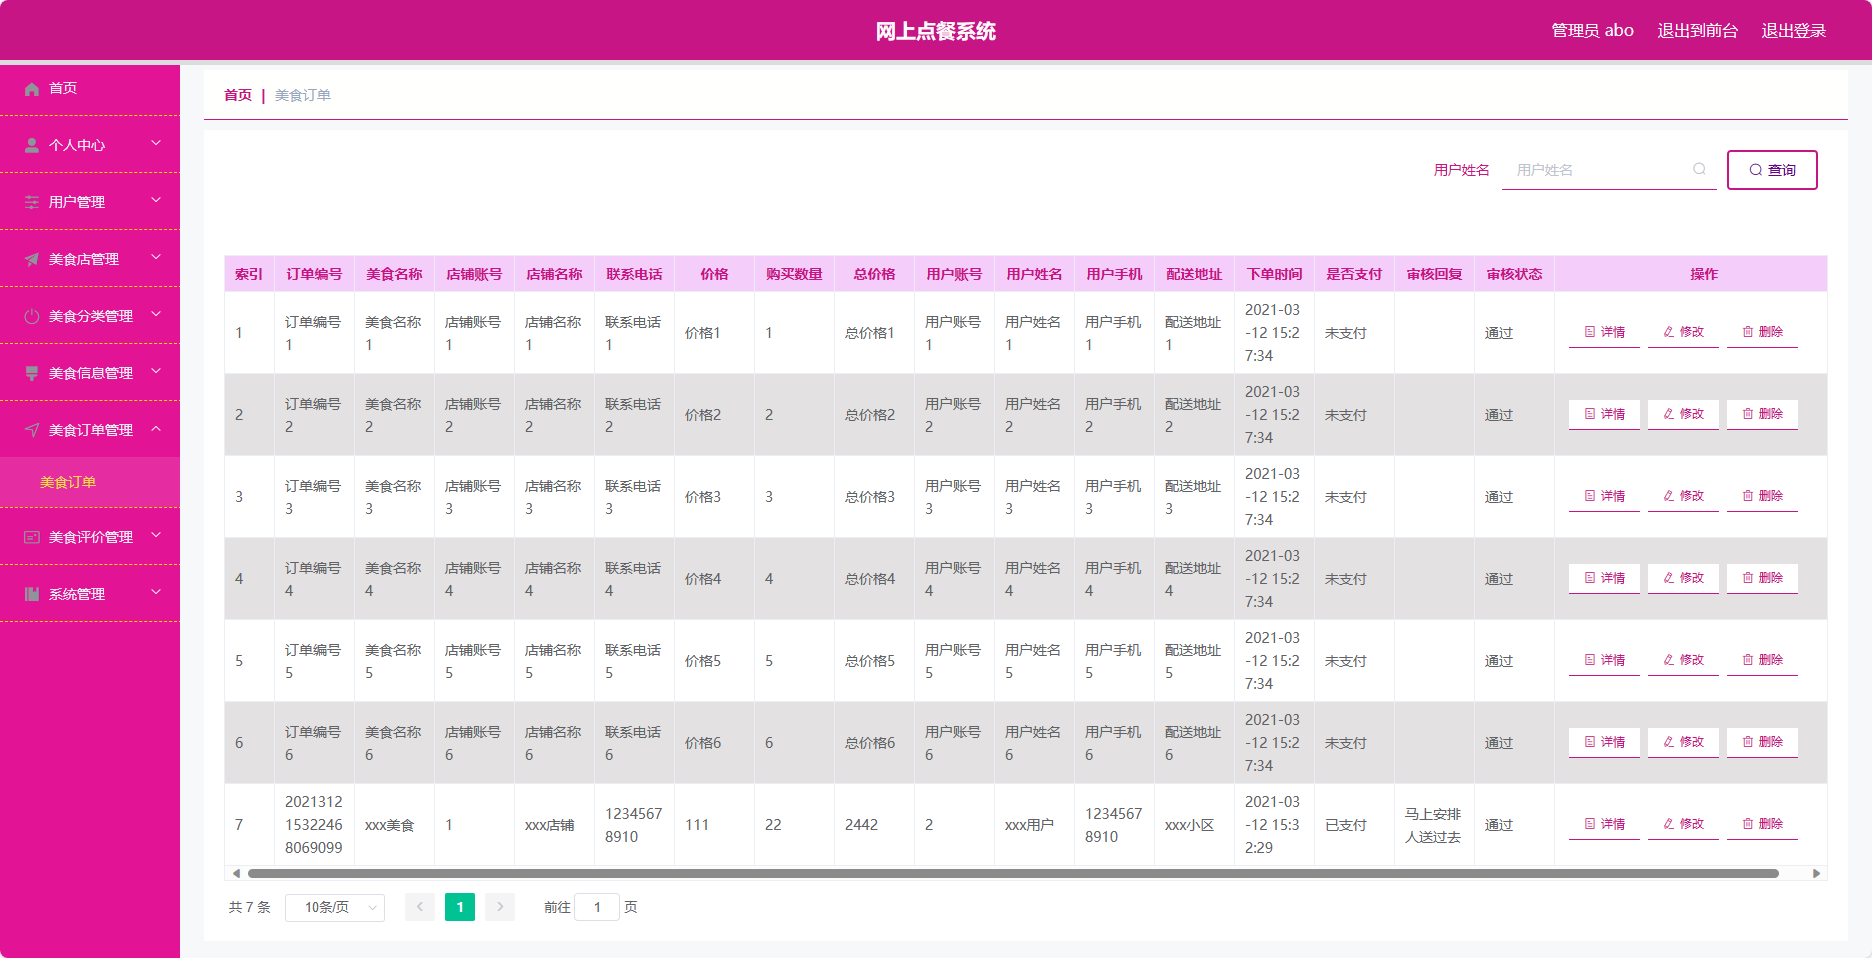 网上点餐系统
管理员 abo 退出到前台 退出登录
首页
个人中心
用户管理
美食店管理
美食分类管理
美食信息管理
美食订单管理
美食订单
美食评价管理
系统管理
首页 | 美食订单
用户姓名 用户姓名 查询
索引 订单编号 美食名称 店铺账号 店铺名称 联系电话 价格 购买数量 总价格 用户账号 用户姓名 用户手机 配送地址 下单时间 是否支付 审核回复 审核状态 操作
1 订单编号1 美食名称1 店铺账号1 店铺名称1 联系电话1 价格1 1 总价格1 用户账号1 用户姓名1 用户手机1 配送地址1 2021-03-12 15:27:34 未支付 通过 详情 修改 删除
2 订单编号2 美食名称2 店铺账号2 店铺名称2 联系电话2 价格2 2 总价格2 用户账号2 用户姓名2 用户手机2 配送地址2 2021-03-12 15:27:34 未支付 通过 详情 修改 删除
3 订单编号3 美食名称3 店铺账号3 店铺名称3 联系电话3 价格3 3 总价格3 用户账号3 用户姓名3 用户手机3 配送地址3 2021-03-12 15:27:34 未支付 通过 详情 修改 删除
4 订单编号4 美食名称4 店铺账号4 店铺名称4 联系电话4 价格4 4 总价格4 用户账号4 用户姓名4 用户手机4 配送地址4 2021-03-12 15:27:34 未支付 通过 详情 修改 删除
5 订单编号5 美食名称5 店铺账号5 店铺名称5 联系电话5 价格5 5 总价格5 用户账号5 用户姓名5 用户手机5 配送地址5 2021-03-12 15:27:34 未支付 通过 详情 修改 删除
6 订单编号6 美食名称6 店铺账号6 店铺名称6 联系电话6 价格6 6 总价格6 用户账号6 用户姓名6 用户手机6 配送地址6 2021-03-12 15:27:34 未支付 通过 详情 修改 删除
7 202131215322468069099 xxx美食 1 xxx店铺 12345678910 111 22 2442 2 xxx用户 12345678910 xxx小区 2021-03-12 15:32:29 已支付 马上安排人送过去 通过 详情 修改 删除
共 7 条 10条/页 1 前往 1 页